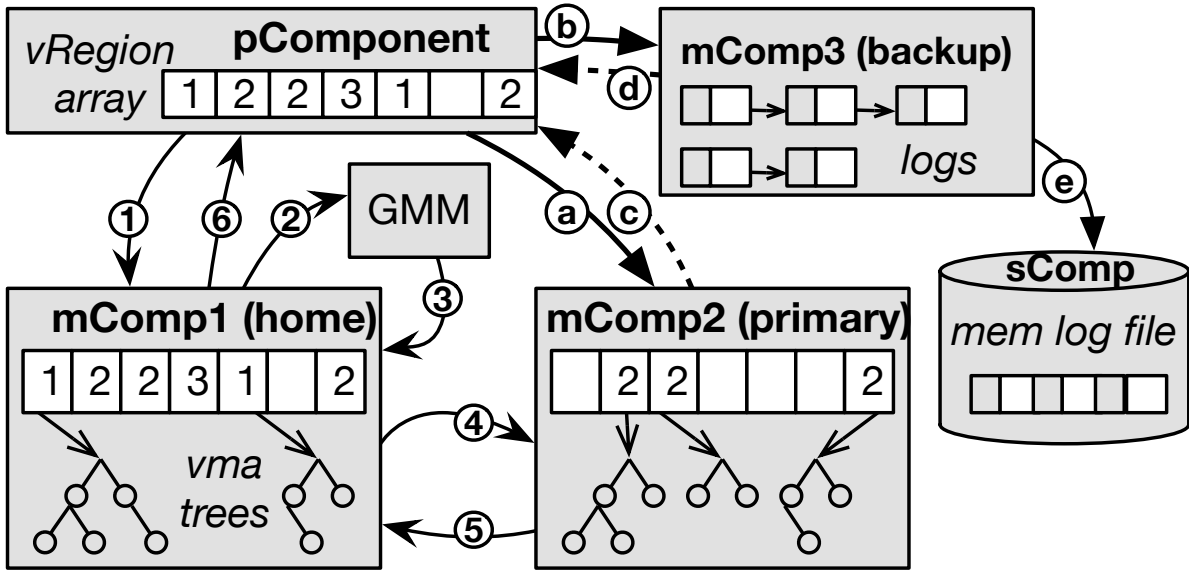 pComponent
vRegion
array
1 2 2 3 1 2
b
d
mComp3 (backup)
logs
1
6
2
GMM
a
c
e
3
sComp
mem log file
mComp1 (home)
1 2 2 3 1 2
vma
trees
4
5
mComp2 (primary)
2 2 2